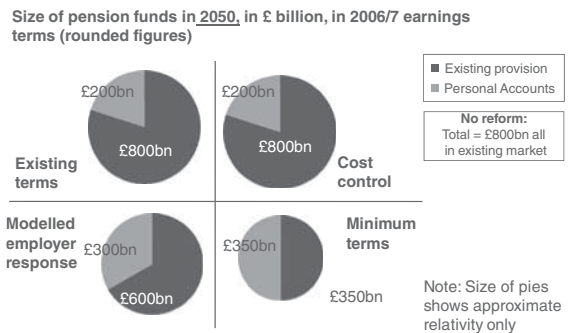 Size of pension funds in 2050, in £ billion, in 2006/7 earnings
terms (rounded figures)
Existing provision
Personal Accounts
No reform:
Total = £800bn all
in existing market
£200bn
£800bn
Existing
terms
£200bn
£800bn
Cost
control
Modelled
employer
response
£300bn
£600bn
Minimum
terms
£350bn
£350bn
Note: Size of pies
shows approximate
relativity only